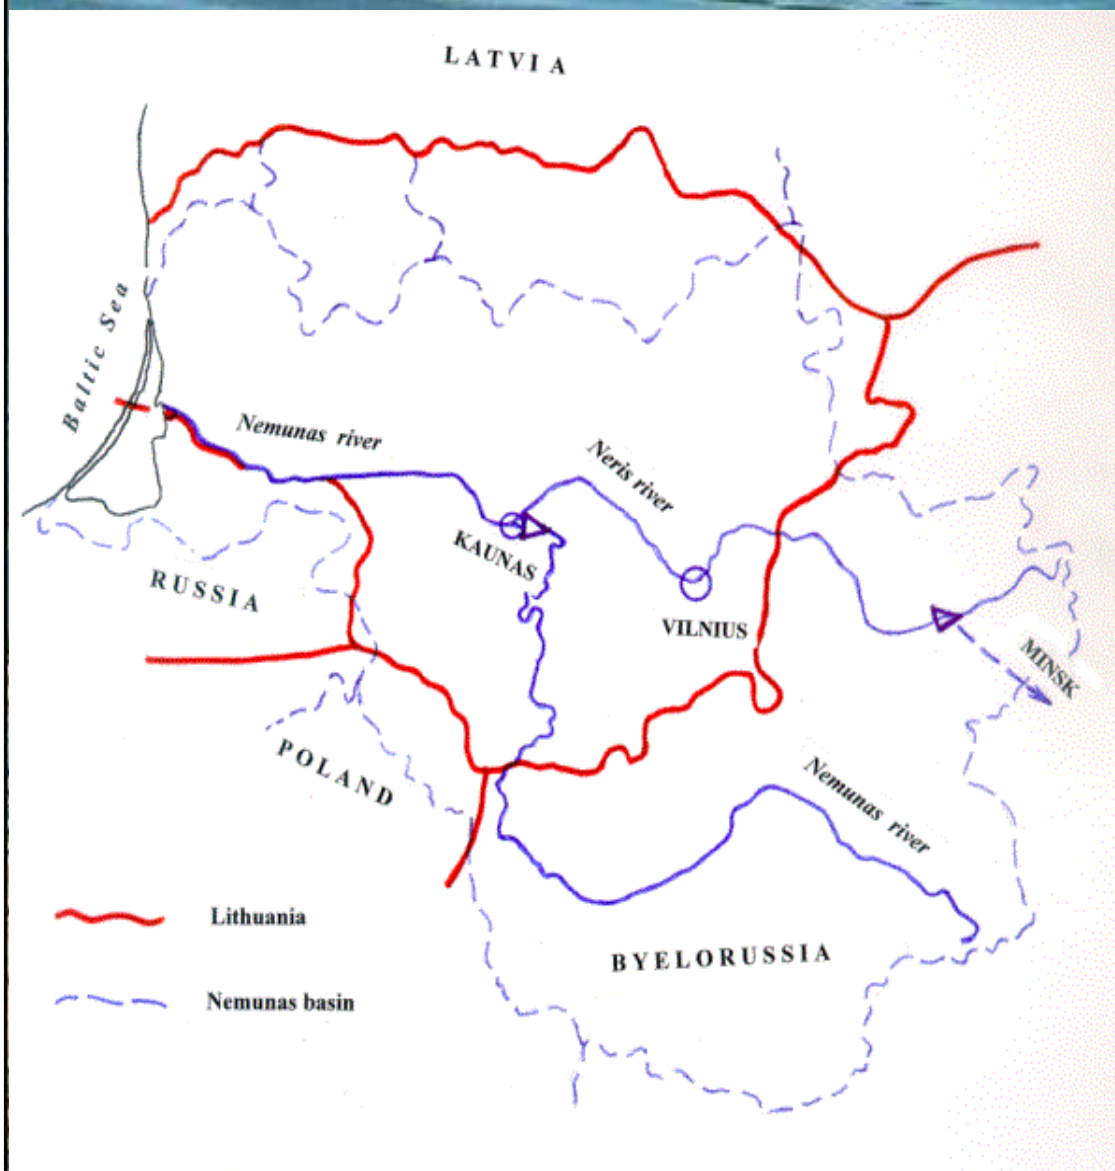 LATVIA
Baltic Sea
Nemunas river
Neris river
KAUNAS
RUSSIA
VILNIUS
MINSK
POLAND
Nemunas river
Lithuania
BYELORUSSIA
Nemunas basin